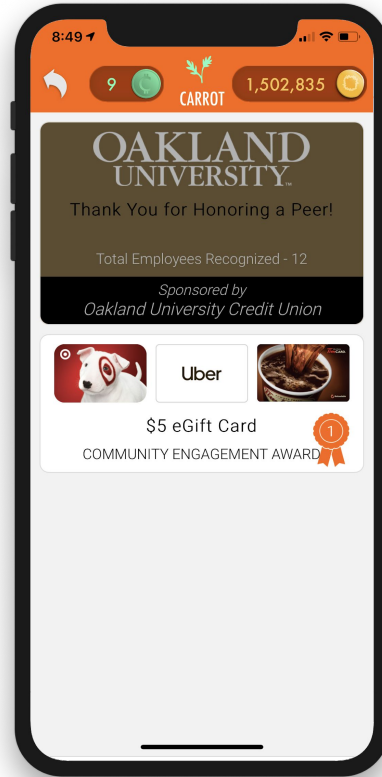 8:49
9
CARROT
1,502,835
OAKLAND
UNIVERSITY™
Thank You for Honoring a Peer!
Total Employees Recognized - 12
Sponsored by
Oakland University Credit Union
Uber
$5 eGift Card
1
COMMUNITY ENGAGEMENT AWARD